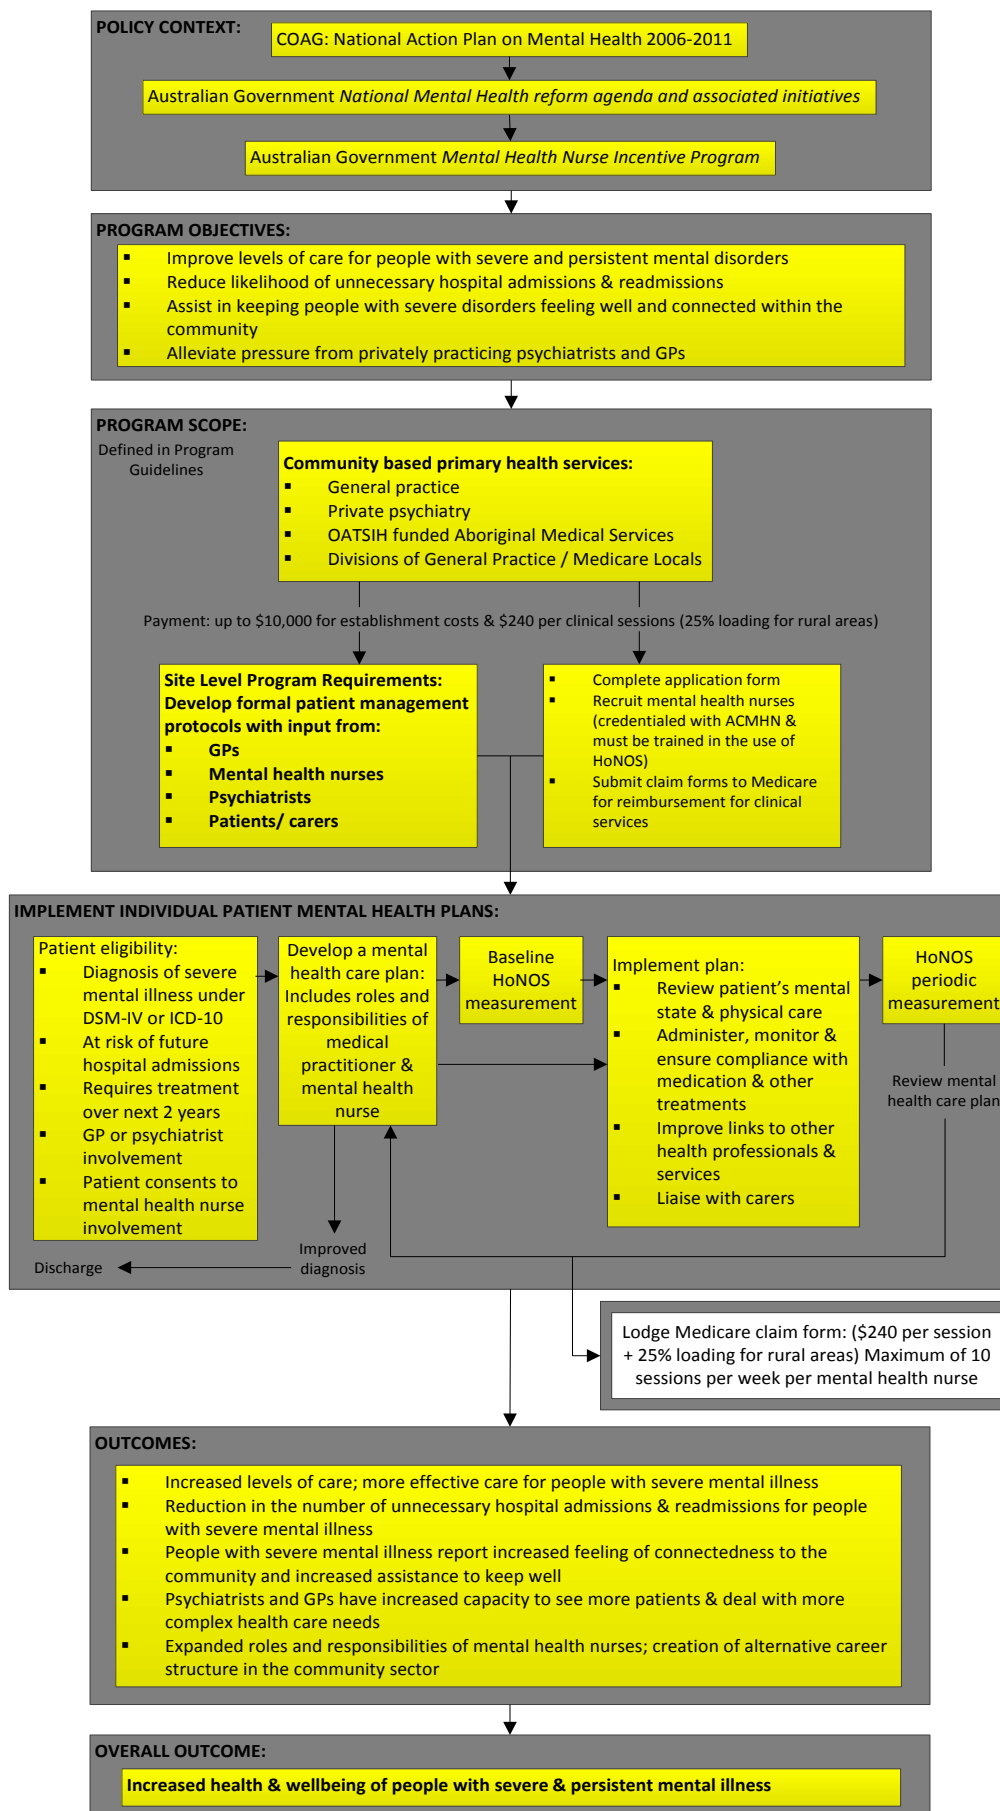 POLICY CONTEXT:
COAG: National Action Plan on Mental Health 2006-2011
Australian Government National Mental Health reform agenda and associated initiatives
Australian Government Mental Health Nurse Incentive Program
PROGRAM OBJECTIVES:
▪ Improve levels of care for people with severe and persistent mental disorders
▪ Reduce likelihood of unnecessary hospital admissions & readmissions
▪ Assist in keeping people with severe disorders feeling well and connected within the
community
▪ Alleviate pressure from privately practicing psychiatrists and GPs
PROGRAM SCOPE:
Defined in Program
Guidelines
Community based primary health services:
▪ General practice
▪ Private psychiatry
▪ OATSIH funded Aboriginal Medical Services
▪ Divisions of General Practice / Medicare Locals
Payment: up to $10,000 for establishment costs & $240 per clinical sessions (25% loading for rural areas)
Site Level Program Requirements:
Develop formal patient management
protocols with input from:
▪ GPs
▪ Mental health nurses
▪ Psychiatrists
▪ Patients/ carers
▪ Complete application form
▪ Recruit mental health nurses
(credentialed with ACMHN &
must be trained in the use of
HoNOS)
▪ Submit claim forms to Medicare
for reimbursement for clinical
services
IMPLEMENT INDIVIDUAL PATIENT MENTAL HEALTH PLANS:
Patient eligibility:
▪ Diagnosis of severe
mental illness under
DSM-IV or ICD-10
▪ At risk of future
hospital admissions
▪ Requires treatment
over next 2 years
▪ GP or psychiatrist
involvement
▪ Patient consents to
mental health nurse
involvement
Develop a mental
health care plan:
Includes roles and
responsibilities of
medical
practitioner &
mental health
nurse
Baseline
HoNOS
measurement
Implement plan:
▪ Review patient's mental
state & physical care
▪ Administer, monitor &
ensure compliance with
medication & other
treatments
▪ Improve links to other
health professionals &
services
▪ Liaise with carers
HoNOS
periodic
measurement
Review mental
health care plan
Improved
diagnosis
Discharge
Lodge Medicare claim form: ($240 per session
+ 25% loading for rural areas) Maximum of 10
sessions per week per mental health nurse
OUTCOMES:
▪ Increased levels of care; more effective care for people with severe mental illness
▪ Reduction in the number of unnecessary hospital admissions & readmissions for people
with severe mental illness
▪ People with severe mental illness report increased feeling of connectedness to the
community and increased assistance to keep well
▪ Psychiatrists and GPs have increased capacity to see more patients & deal with more
complex health care needs
▪ Expanded roles and responsibilities of mental health nurses; creation of alternative career
structure in the community sector
OVERALL OUTCOME:
Increased health & wellbeing of people with severe & persistent mental illness